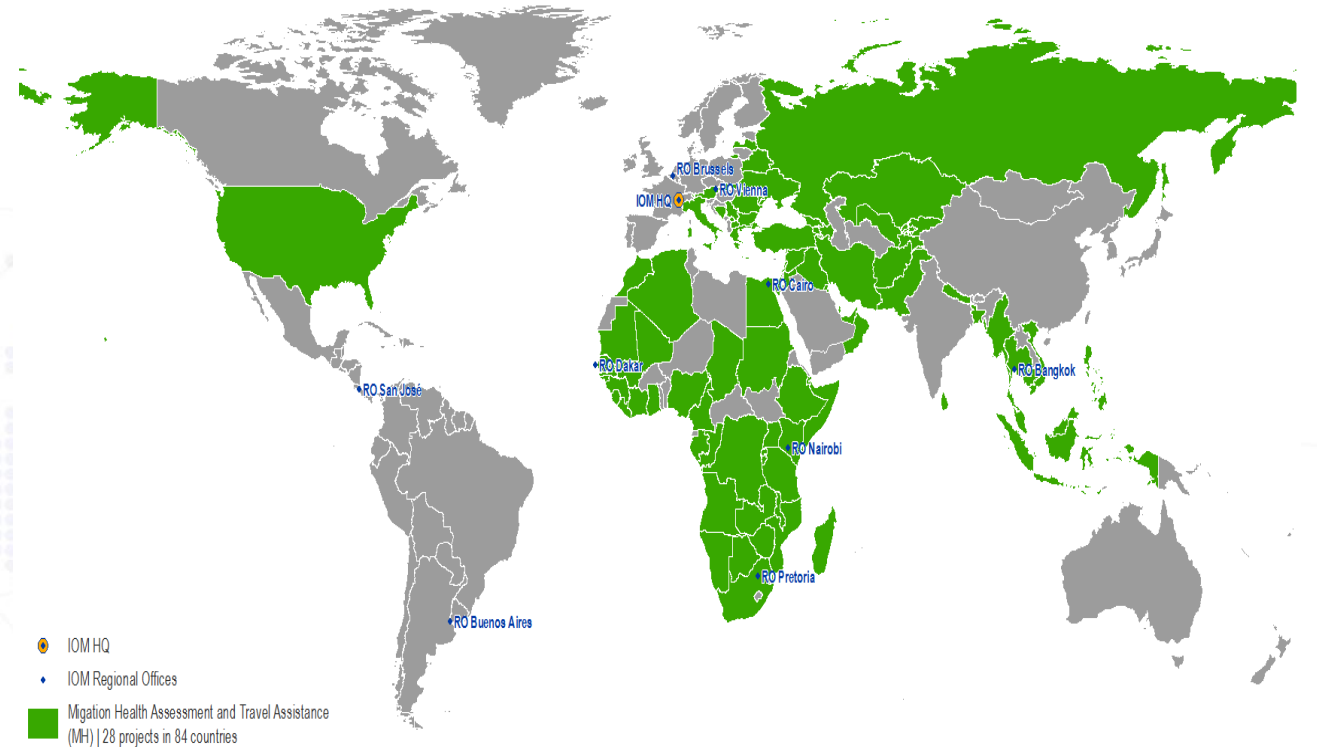 RO Brussels
RO Vienna
IOM HQ
RO Cairo
RO Dakar
RO Bangkok
RO San José
RO Nairobi
RO Pretoria
RO Buenos Aires
IOM HQ
IOM Regional Offices
Migation Health Assessment and Travel Assistance
(MH) | 28 projects in 84 countries